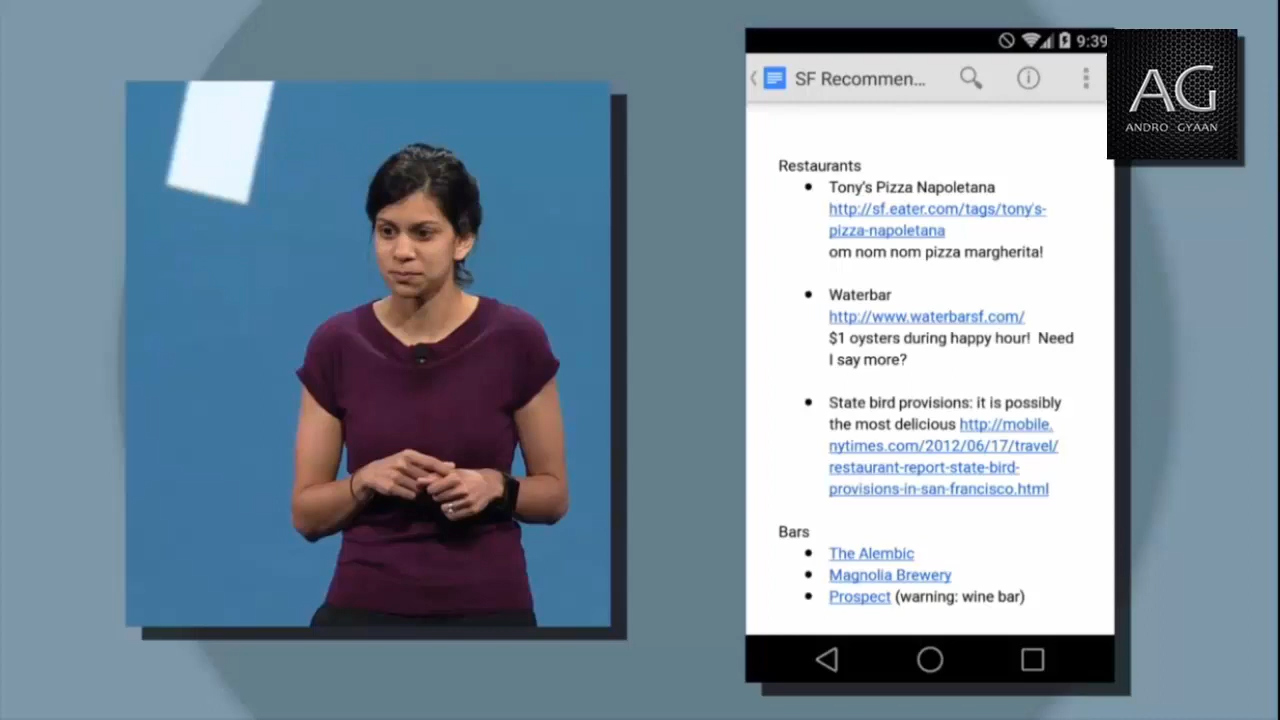 9:39
SF Recommen...
AG
ANDRO GYAAN
Restaurants
Tony's Pizza Napoletana
http://sf.eater.com/tags/tony's-
pizza-napoletana
om nom nom pizza margherita!
Waterbar
http://www.waterbarsf.com/
$1 oysters during happy hour! Need
I say more?
State bird provisions: it is possibly
the most delicious http://mobile.
nytimes.com/2012/06/17/travel/
restaurant-report-state-bird-
provisions-in-san-francisco.html
Bars
The Alembic
Magnolia Brewery
Prospect (warning: wine bar)